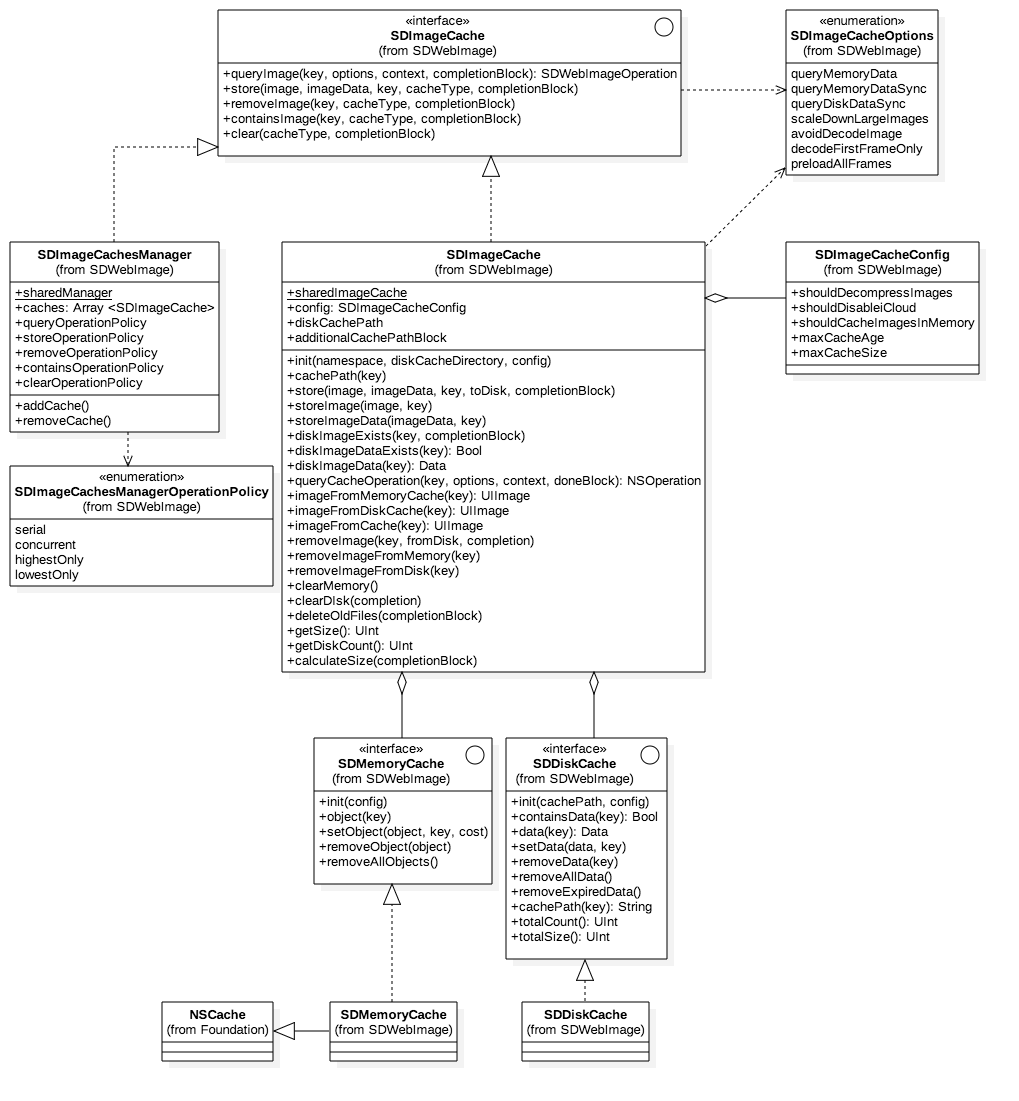 «interface»
SDImageCache
(from SDWebImage)
+queryImage(key, options, context, completionBlock): SDWebImageOperation
+store(image, imageData, key, cacheType, completionBlock)
+removeImage(key, cacheType, completionBlock)
+containsImage(key, cacheType, completionBlock)
+clear(cacheType, completionBlock)
«enumeration»
SDImageCacheOptions
(from SDWebImage)
queryMemoryData
queryMemoryDataSync
queryDiskDataSync
scaleDownLargeImages
avoidDecodeImage
decodeFirstFrameOnly
preloadAllFrames
SDImageCachesManager
(from SDWebImage)
+sharedManager
+caches: Array <SDImageCache>
+queryOperationPolicy
+storeOperationPolicy
+removeOperationPolicy
+containsOperationPolicy
+clearOperationPolicy
+addCache()
+removeCache()
«enumeration»
SDImageCachesManagerOperationPolicy
(from SDWebImage)
serial
concurrent
highestOnly
lowestOnly
SDImageCache
(from SDWebImage)
+sharedImageCache
+config: SDImageCacheConfig
+diskCachePath
+additionalCachePathBlock
+init(namespace, diskCacheDirectory, config)
+cachePath(key)
+store(image, imageData, key, toDisk, completionBlock)
+storeImage(image, key)
+storeImageData(imageData, key)
+diskImageExists(key, completionBlock)
+diskImageDataExists(key): Bool
+diskImageData(key): Data
+queryCacheOperation(key, options, context, doneBlock): NSOperation
+imageFromMemoryCache(key): UIImage
+imageFromDiskCache(key): UIImage
+imageFromCache(key): UIImage
+removeImage(key, fromDisk, completion)
+removeImageFromMemory(key)
+removeImageFromDisk(key)
+clearMemory()
+clearDIsk(completion)
+deleteOldFiles(completionBlock)
+getSize(): UInt
+getDiskCount(): UInt
+calculateSize(completionBlock)
SDImageCacheConfig
(from SDWebImage)
+shouldDecompressImages
+shouldDisableiCloud
+shouldCacheImagesInMemory
+maxCacheAge
+maxCacheSize
«interface»
SDMemoryCache
(from SDWebImage)
+init(config)
+object(key)
+setObject(object, key, cost)
+removeObject(object)
+removeAllObjects()
«interface»
SDDiskCache
(from SDWebImage)
+init(cachePath, config)
+containsData(key): Bool
+data(key): Data
+setData(data, key)
+removeData(key)
+removeAllData()
+removeExpiredData()
+cachePath(key): String
+totalCount(): UInt
+totalSize(): UInt
NSCache
(from Foundation)
SDMemoryCache
(from SDWebImage)
SDDiskCache
(from SDWebImage)